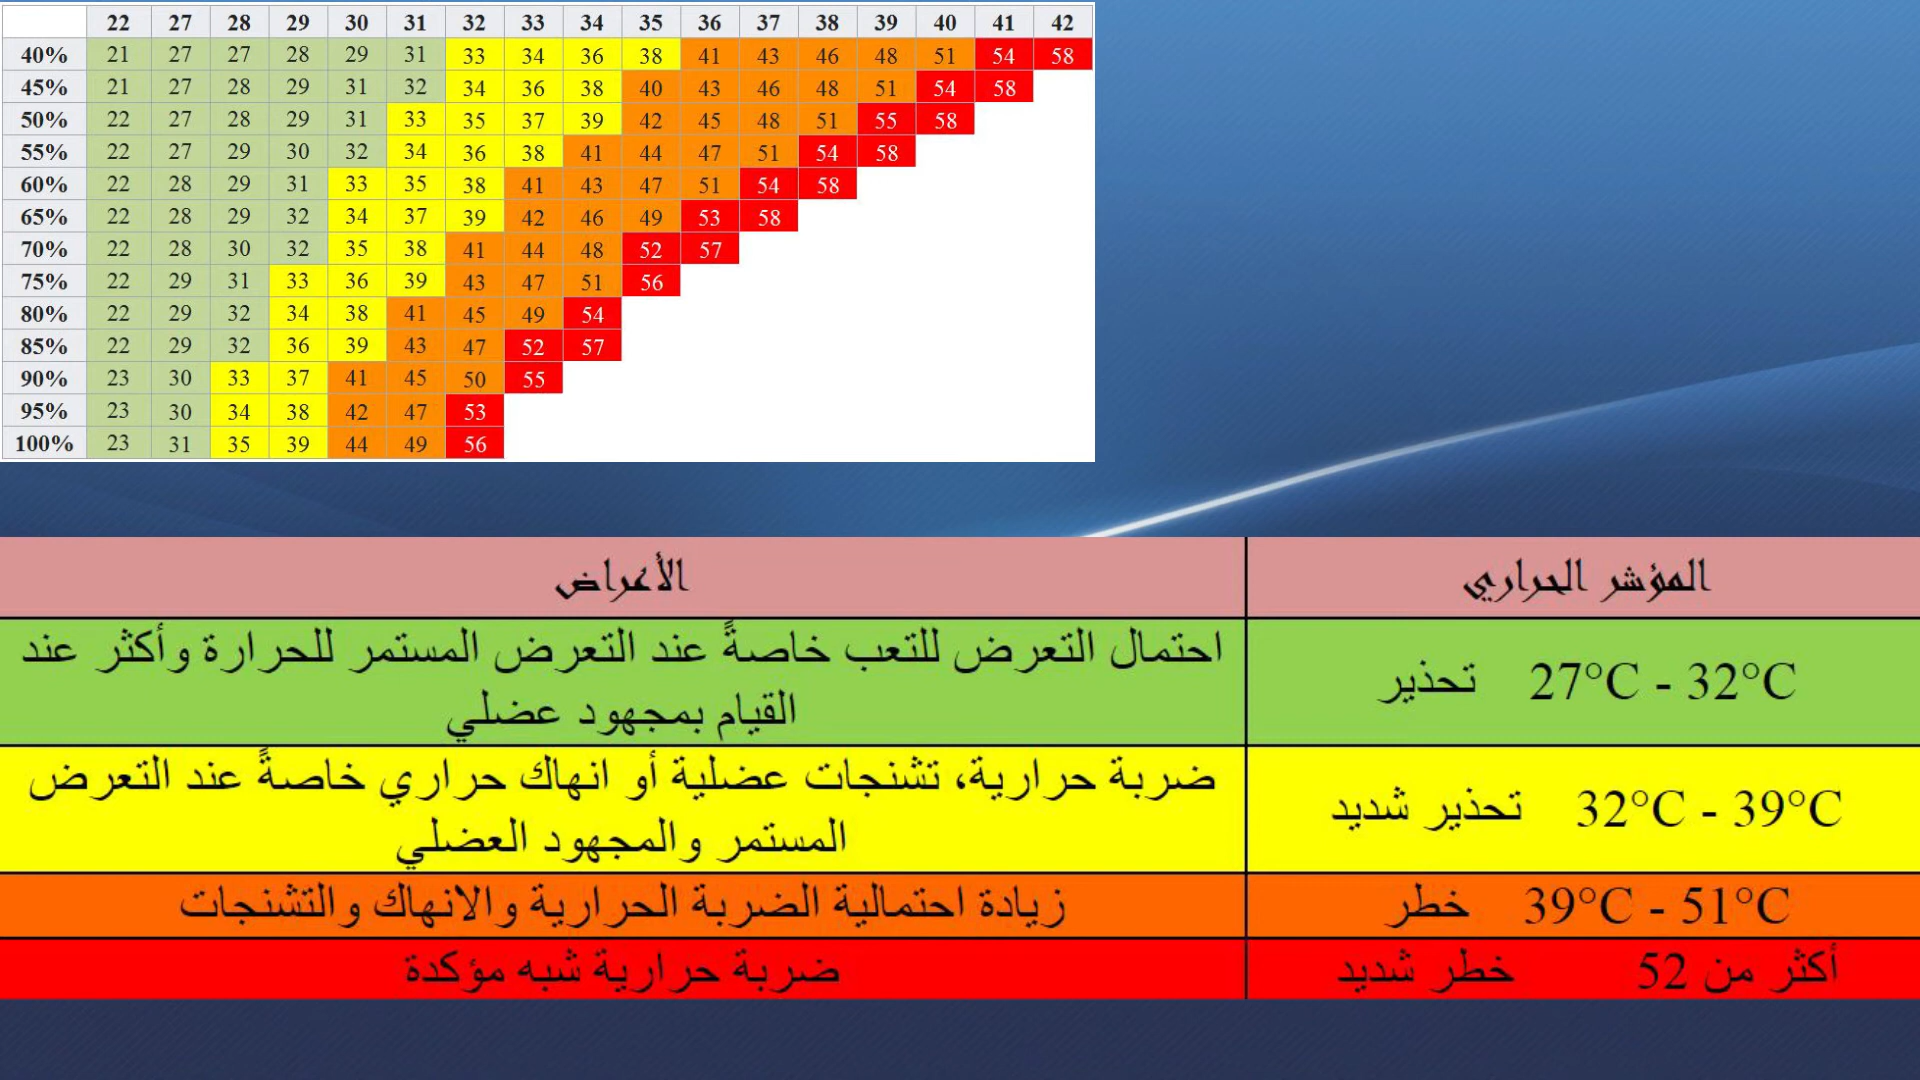 22 27 28 29 30 31 32 33 34 35 36 37 38 39 40 41 42
40% 21 27 27 28 29 31 33 34 36 38 41 43 46 48 51 54 58
45% 21 27 28 29 31 32 34 36 38 40 43 46 48 51 54 58
50% 22 27 28 29 31 33 35 37 39 42 45 48 51 55 58
55% 22 27 29 30 32 34 36 38 41 44 47 51 54 58
60% 22 28 29 31 33 35 38 41 43 47 51 54 58
65% 22 28 29 32 34 37 39 42 46 49 53 58
70% 22 28 30 32 35 38 41 44 48 52 57
75% 22 29 31 33 36 39 43 47 51 56
80% 22 29 32 34 38 41 45 49 54
85% 22 29 32 36 39 43 47 52 57
90% 23 30 33 37 41 45 50 55
95% 23 30 34 38 42 47 53
100% 23 31 35 39 44 49 56
المؤشر الحراري الأعراض
27°C - 32°C تحذير
احتمال التعرض للتعب خاصةً عند التعرض المستمر للحرارة وأكثر عند
القيام بمجهود عضلي
32°C - 39°C تحذير شديد
ضربة حرارية، تشنجات عضلية أو انهاك حراري خاصةً عند التعرض
المستمر والمجهود العضلي
39°C - 51°C خطر
زيادة احتمالية الضربة الحرارية والانهاك والتشنجات
أكثر من 52 خطر شديد
ضربة حرارية شبه مؤكدة